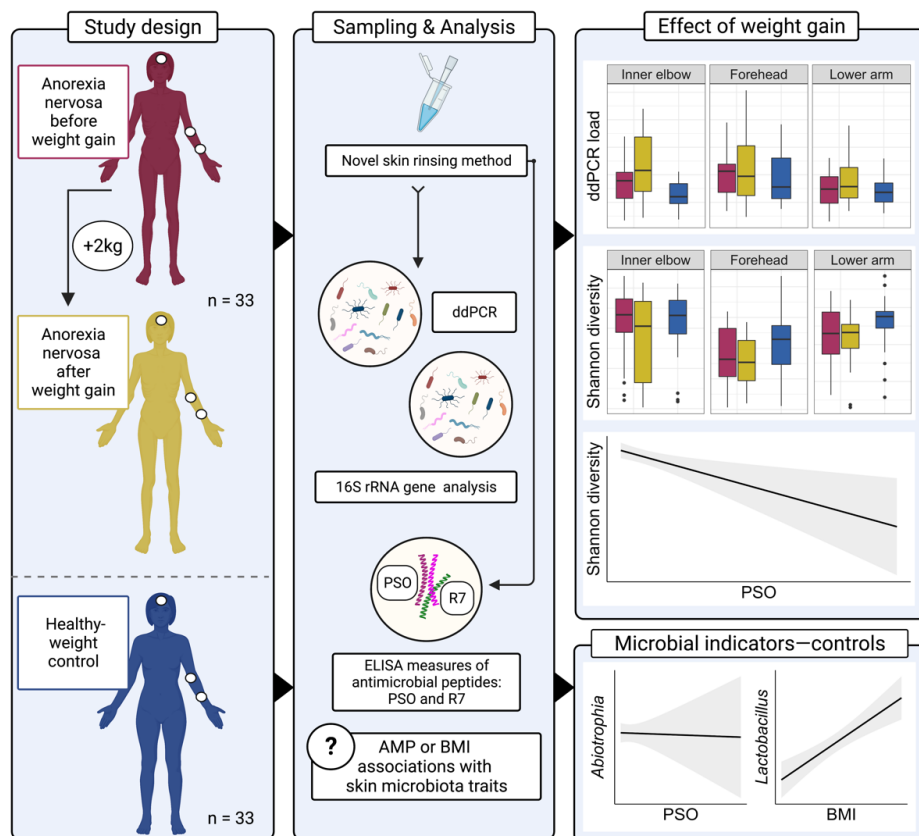 Study design
Anorexia
nervosa
before
weight gain
+2kg
n = 33
Anorexia
nervosa
after
weight gain
Healthy-
weight
control
n = 33
Sampling & Analysis
Novel skin rinsing method
ddPCR
16S rRNA gene analysis
PSO
R7
ELISA measures of
antimicrobial peptides:
PSO and R7
?
AMP or BMI
associations with
skin microbiota traits
Effect of weight gain
Inner elbow
Forehead
Lower arm
ddPCR load
Inner elbow
Forehead
Lower arm
Shannon diversity
Shannon diversity
PSO
Microbial indicators—controls
Abiotrophia
PSO
Lactobacillus
BMI